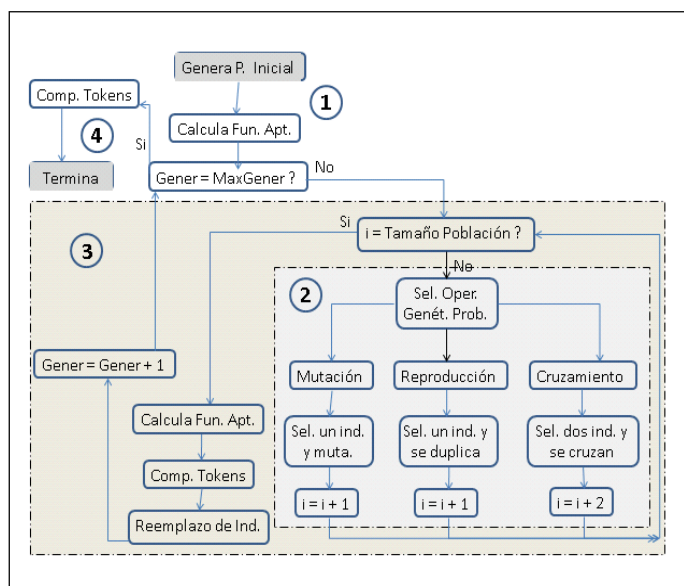 Genera P. Inicial
1
Comp. Tokens
4
Calcula Fun. Apt.
Si
No
Termina
Gener = MaxGener ?
3
Si
i = Tamaño Población ?
No
2
Sel. Oper.
Genét. Prob.
Gener = Gener + 1
Mutación
Reproducción
Cruzamiento
Calcula Fun. Apt.
Sel. un ind.
y muta.
Sel. un ind. y
se duplica
Sel. dos ind. y
se cruzan
Comp. Tokens
i = i + 1
i = i + 1
i = i + 2
Reemplazo de Ind.